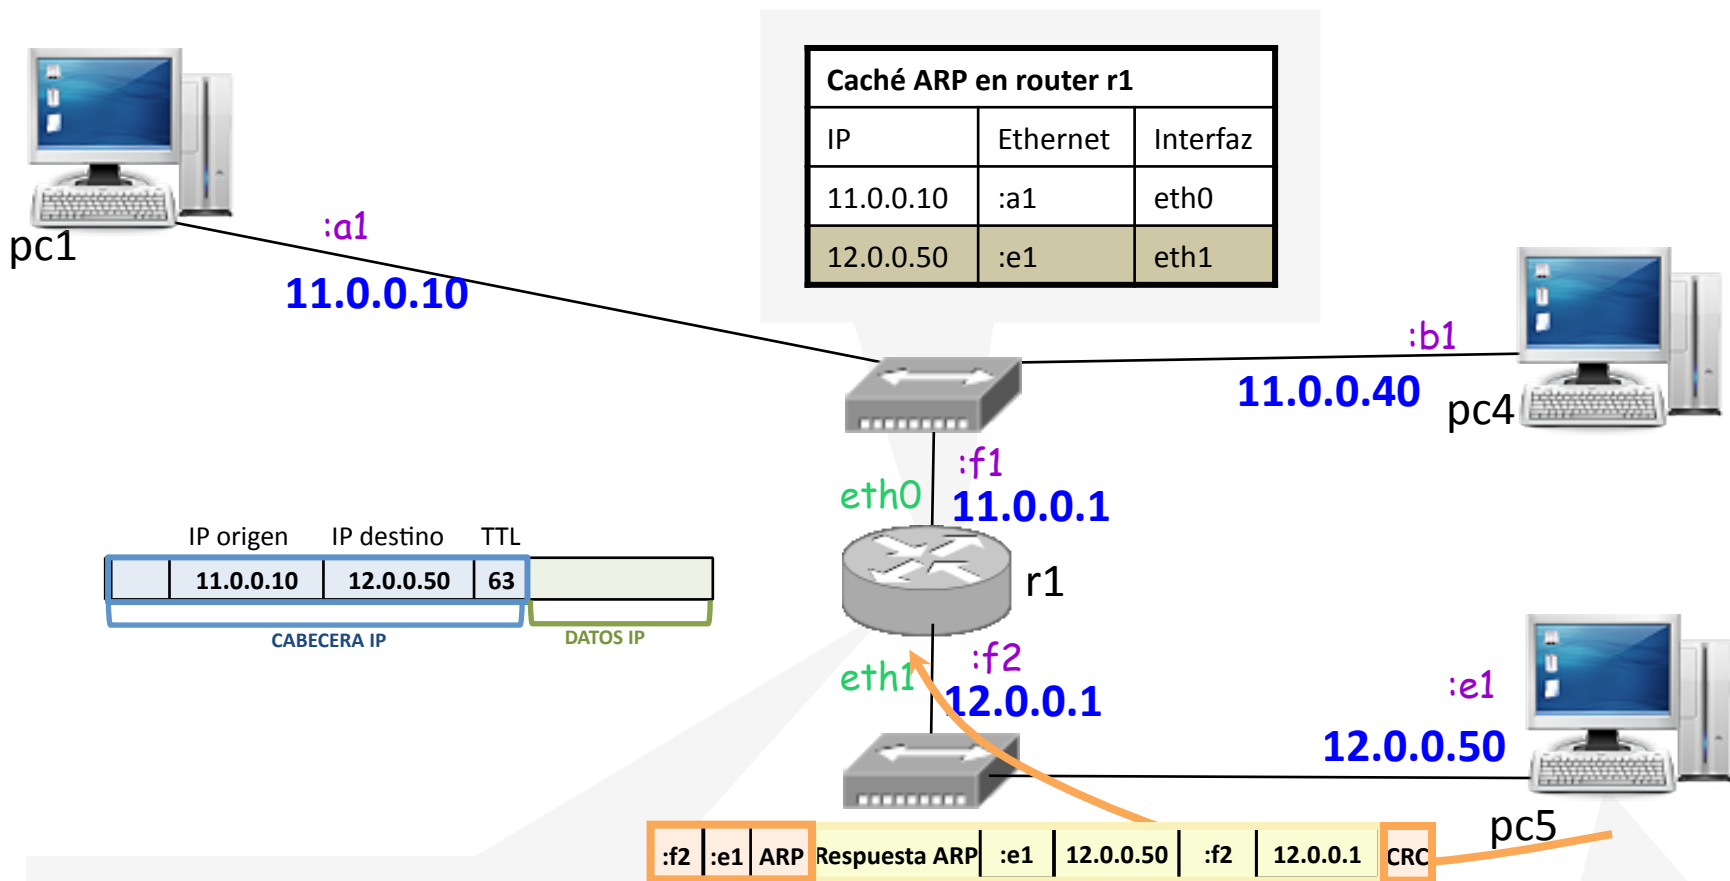 Caché ARP en router r1
IP Ethernet Interfaz
11.0.0.10 :a1 eth0
12.0.0.50 :e1 eth1
pc1
:a1
11.0.0.10
:b1
11.0.0.40
pc4
:f1
eth0
11.0.0.1
r1
IP origen IP destino TTL
11.0.0.10 12.0.0.50 63
CABECERA IP DATOS IP
:f2
eth1
12.0.0.1
:e1
12.0.0.50
pc5
:f2 :e1 ARP Respuesta ARP :e1 12.0.0.50 :f2 12.0.0.1 CRC